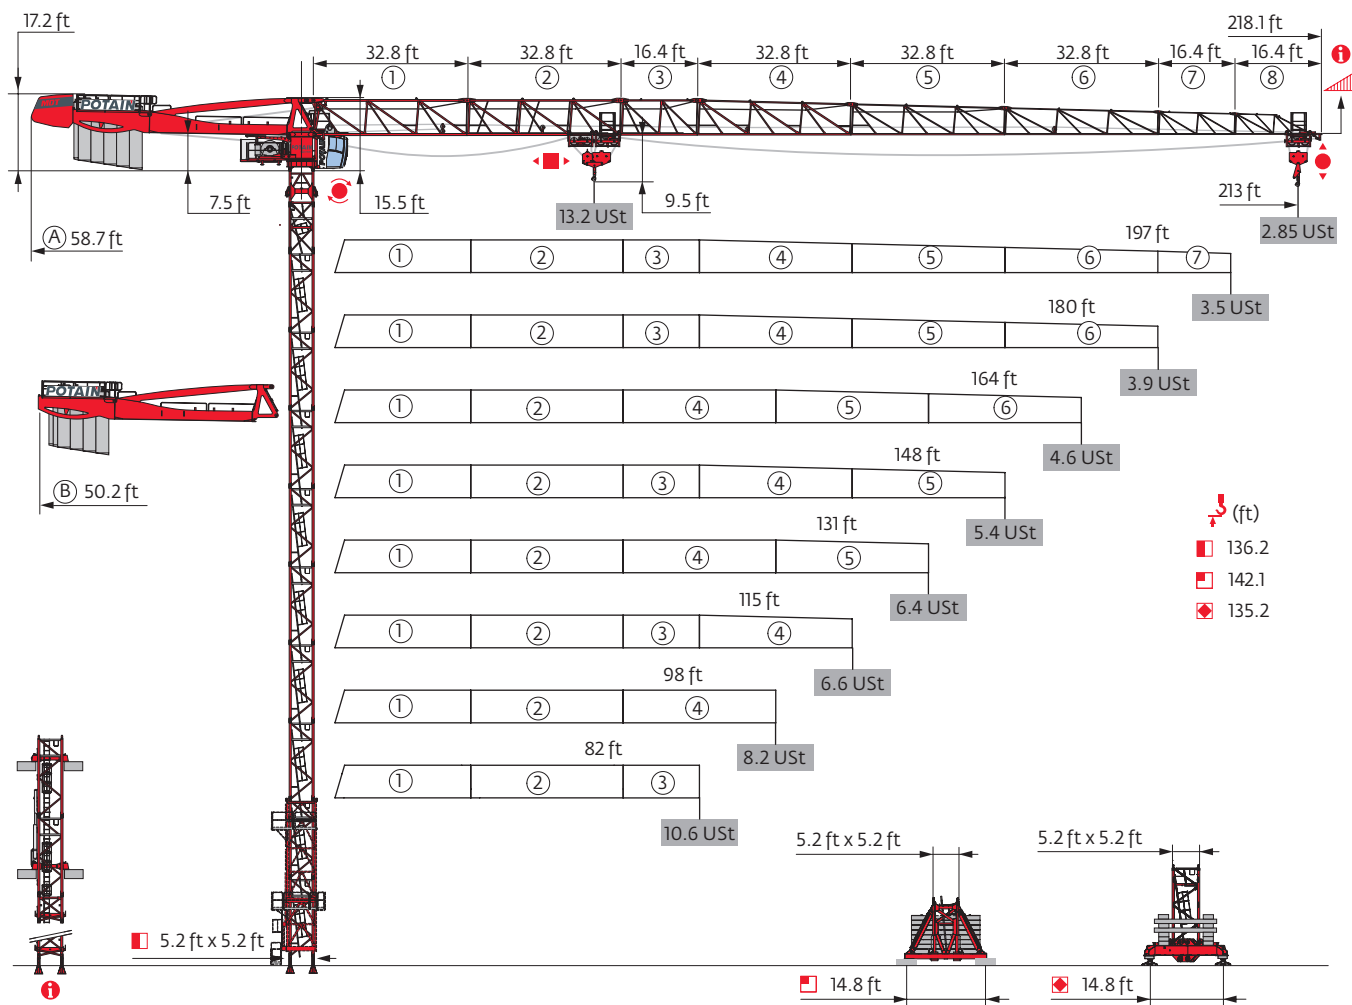 17.2 ft
218.1 ft
32.8 ft 32.8 ft 16.4 ft 32.8 ft 32.8 ft 32.8 ft 16.4 ft 16.4 ft
1 2 3 4 5 6 7 8
i
POTAIN
7.5 ft
15.5 ft
9.5 ft
213 ft
13.2 USt
2.85 USt
A 58.7 ft
197 ft
1 2 3 4 5 6 7
3.5 USt
180 ft
1 2 3 4 5 6
3.9 USt
164 ft
POTAIN
1 2 4 5 6
4.6 USt
148 ft
1 2 3 4 5
B 50.2 ft
5.4 USt
(ft)
136.2
142.1
135.2
131 ft
1 2 4 5
6.4 USt
115 ft
1 2 3 4
6.6 USt
98 ft
1 2 4
8.2 USt
82 ft
1 2 3
10.6 USt
5.2 ft x 5.2 ft
5.2 ft x 5.2 ft
5.2 ft x 5.2 ft
14.8 ft
14.8 ft
i